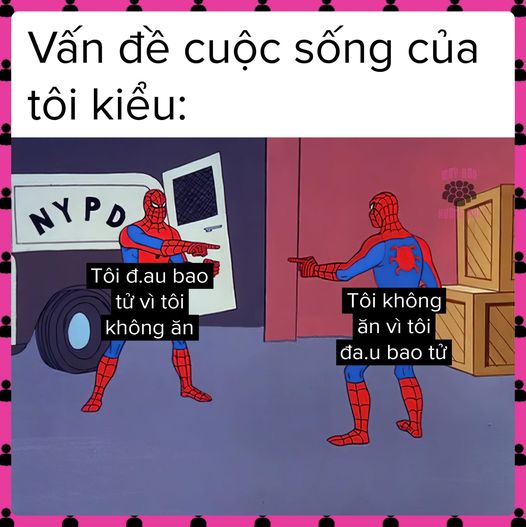 Vấn đề cuộc sống của
tôi kiểu:
NYPD
Tôi đ.au bao
tử vì tôi
không ăn
Tôi không
ăn vì tôi
đa.u bao tử